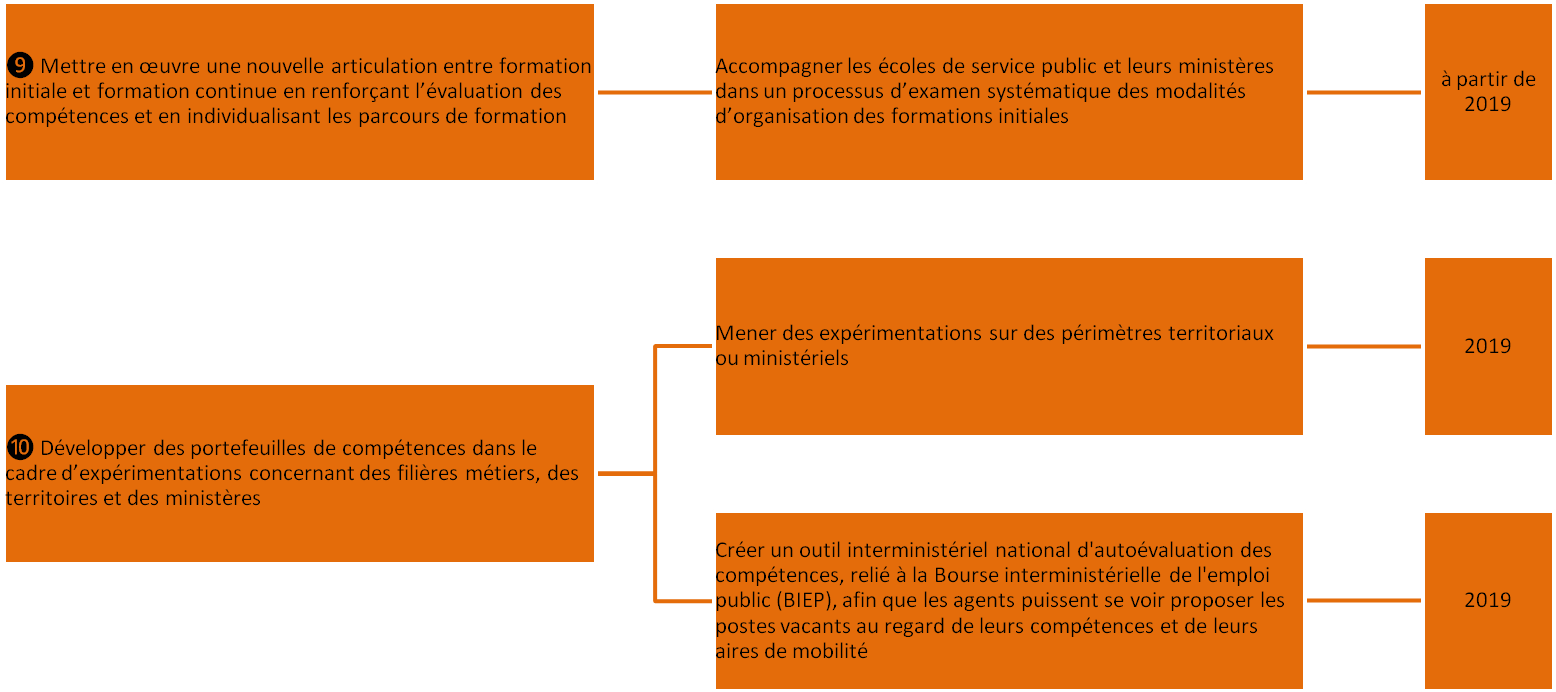 ❾ Mettre en œuvre une nouvelle articulation entre formation
initiale et formation continue en renforçant l’évaluation des
compétences et en individualisant les parcours de formation
Accompagner les écoles de service public et leurs ministères
dans un processus d’examen systématique des modalités
d’organisation des formations initiales
à partir de
2019
❿ Développer des portefeuilles de compétences dans le
cadre d’expérimentations concernant des filières métiers, des
territoires et des ministères
Mener des expérimentations sur des périmètres territoriaux
ou ministériels
2019
Créer un outil interministériel national d'autoévaluation des
compétences, relié à la Bourse interministérielle de l'emploi
public (BIEP), afin que les agents puissent se voir proposer les
postes vacants au regard de leurs compétences et de leurs
aires de mobilité
2019